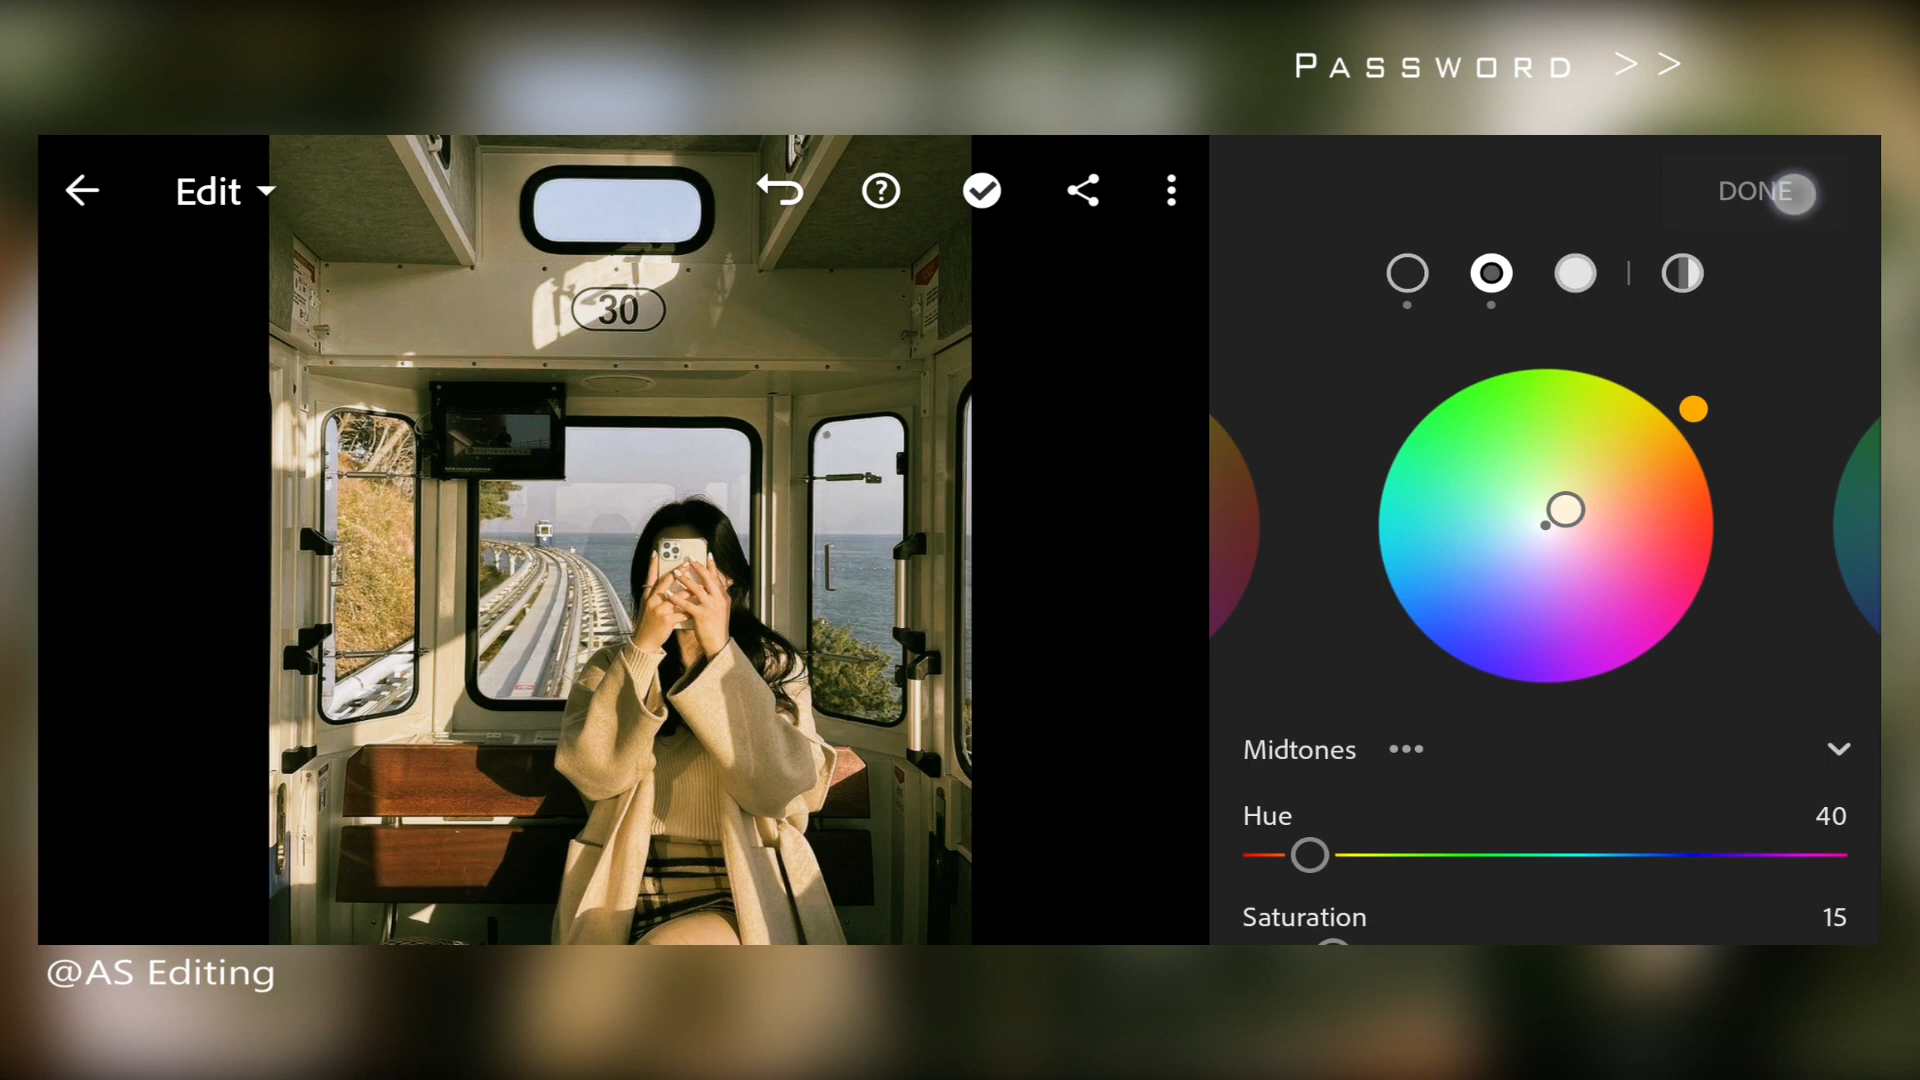 PASSWORD >>
Edit
DONE
30
Midtones
Hue 40
Saturation 15
@AS Editing